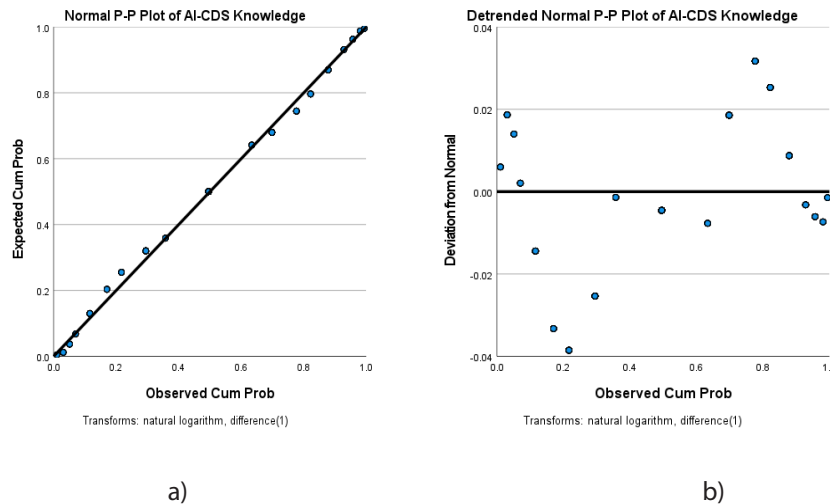 Normal P-P Plot of AI-CDS Knowledge
1.0
0.8
0.6
0.4
0.2
0.0
Expected Cum Prob
0.0 0.2 0.4 0.6 0.8 1.0
Observed Cum Prob
Transforms: natural logarithm, difference(1)
a)
Detrended Normal P-P Plot of AI-CDS Knowledge
0.04
0.02
0.00
-0.02
-0.04
Deviation from Normal
0.0 0.2 0.4 0.6 0.8
Observed Cum Prob
Transforms: natural logarithm, difference(1)
b)